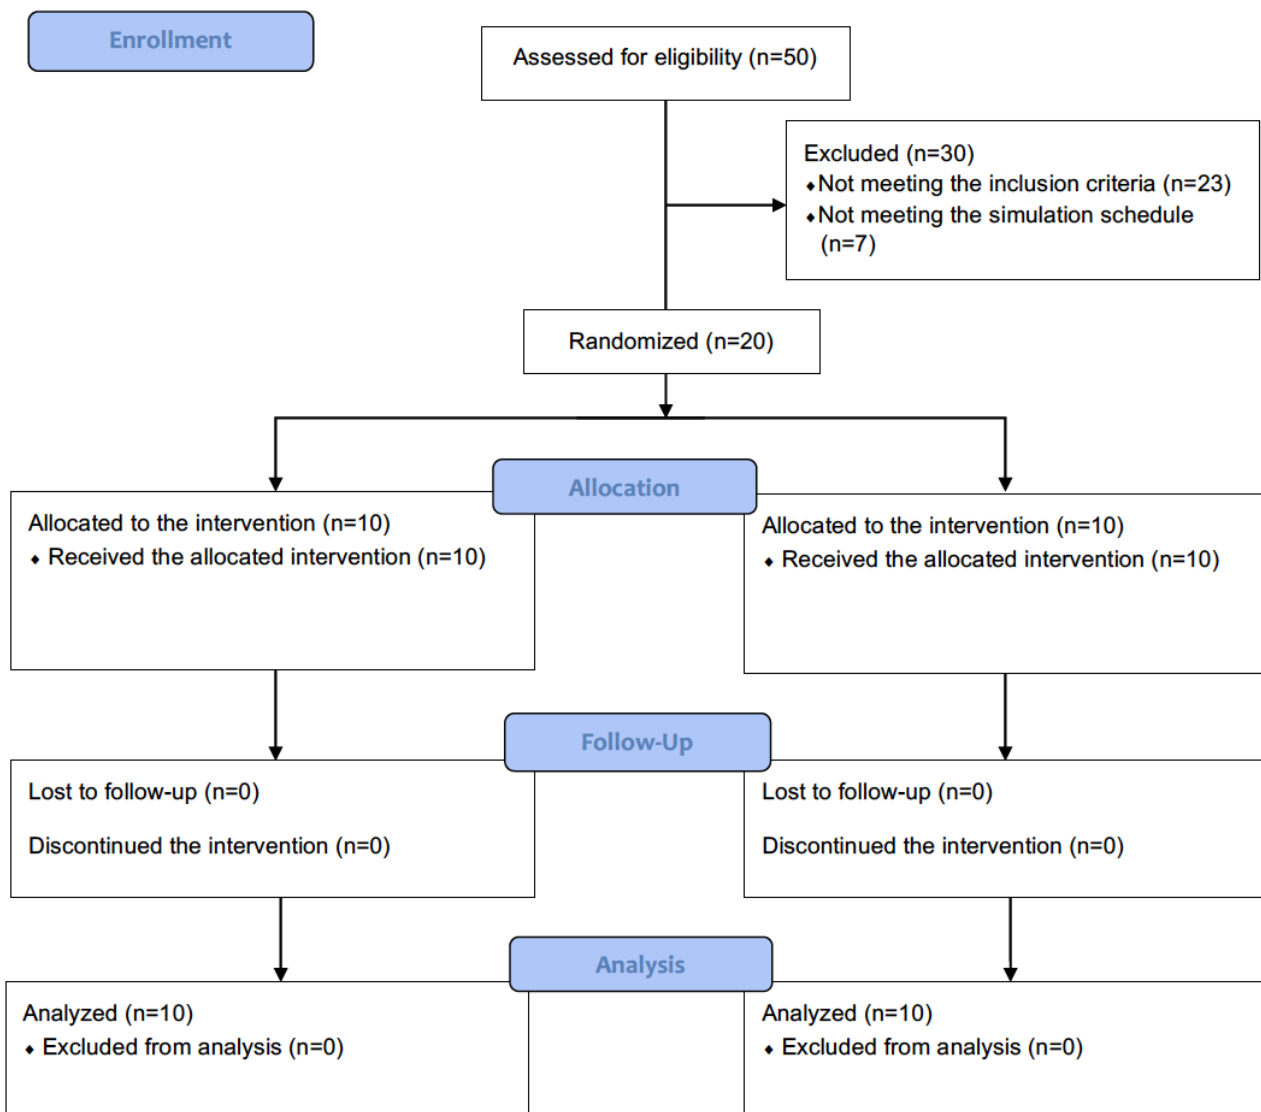 Enrollment
Assessed for eligibility (n=50)
Excluded (n=30)
⬧Not meeting the inclusion criteria (n=23)
⬧Not meeting the simulation schedule
(n=7)
Randomized (n=20)
Allocation
Allocated to the intervention (n=10)
⬧ Received the allocated intervention (n=10)
Allocated to the intervention (n=10)
⬧ Received the allocated intervention (n=10)
Follow-Up
Lost to follow-up (n=0)
Discontinued the intervention (n=0)
Lost to follow-up (n=0)
Discontinued the intervention (n=0)
Analysis
Analyzed (n=10)
⬧ Excluded from analysis (n=0)
Analyzed (n=10)
⬧ Excluded from analysis (n=0)